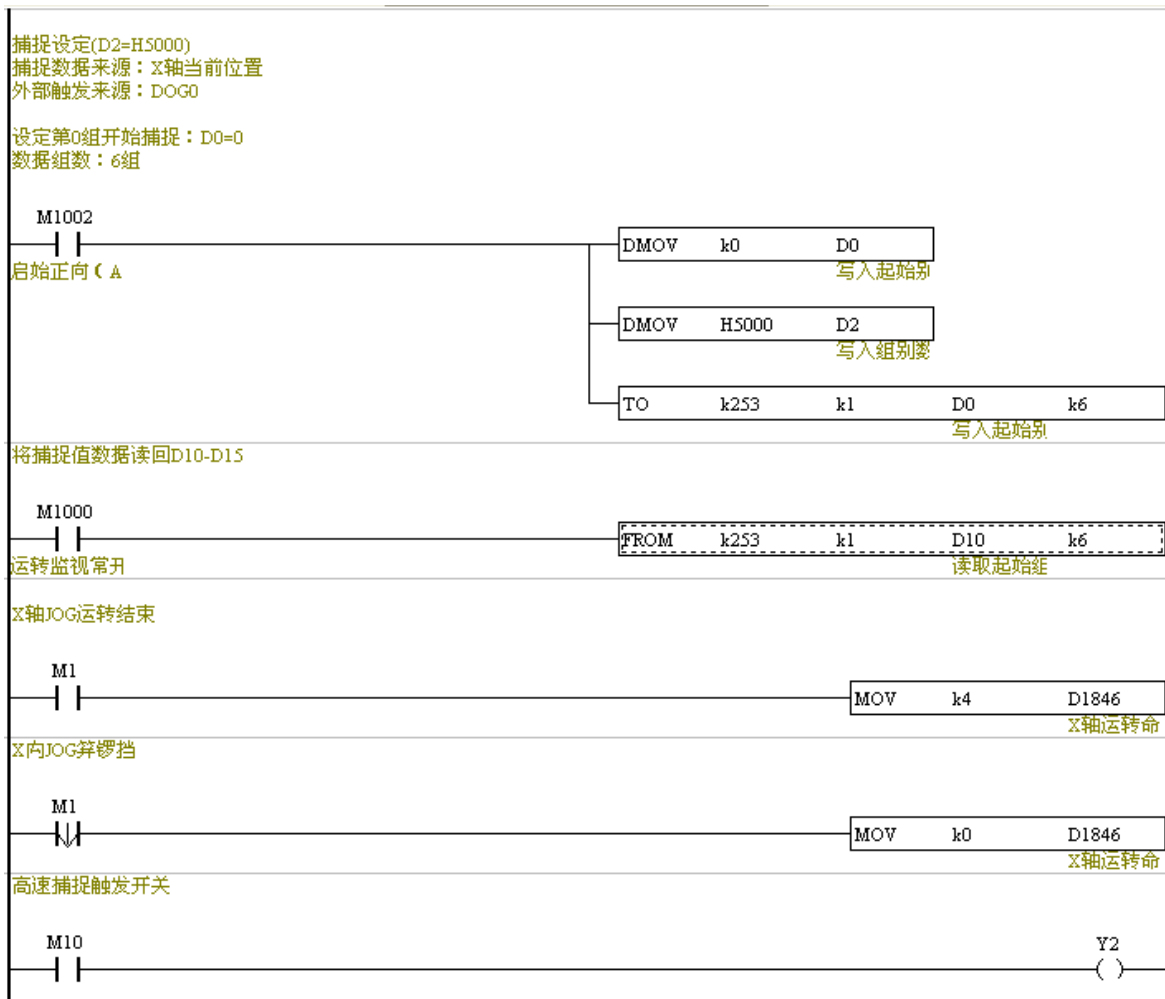 捕捉设定(D2=H5000)
捕捉数据来源：X轴当前位置
外部触发来源：DOG0
设定第0组开始捕捉：D0=0
数据组数：6组
M1002
DMOV k0 D0
启始正向（A
写入起始别
DMOV H5000 D2
写入组别数
TO k253 k1 D0 k6
写入起始别
将捕捉值数据读回D10-D15
M1000
FROM k253 k1 D10 k6
运转监视常开
读取起始组
X轴JOG运转结束
M1
MOV k4 D1846
X轴运转命
X向JOG箅锣挡
M1
MOV k0 D1846
X轴运转命
高速捕捉触发开关
M10
Y2